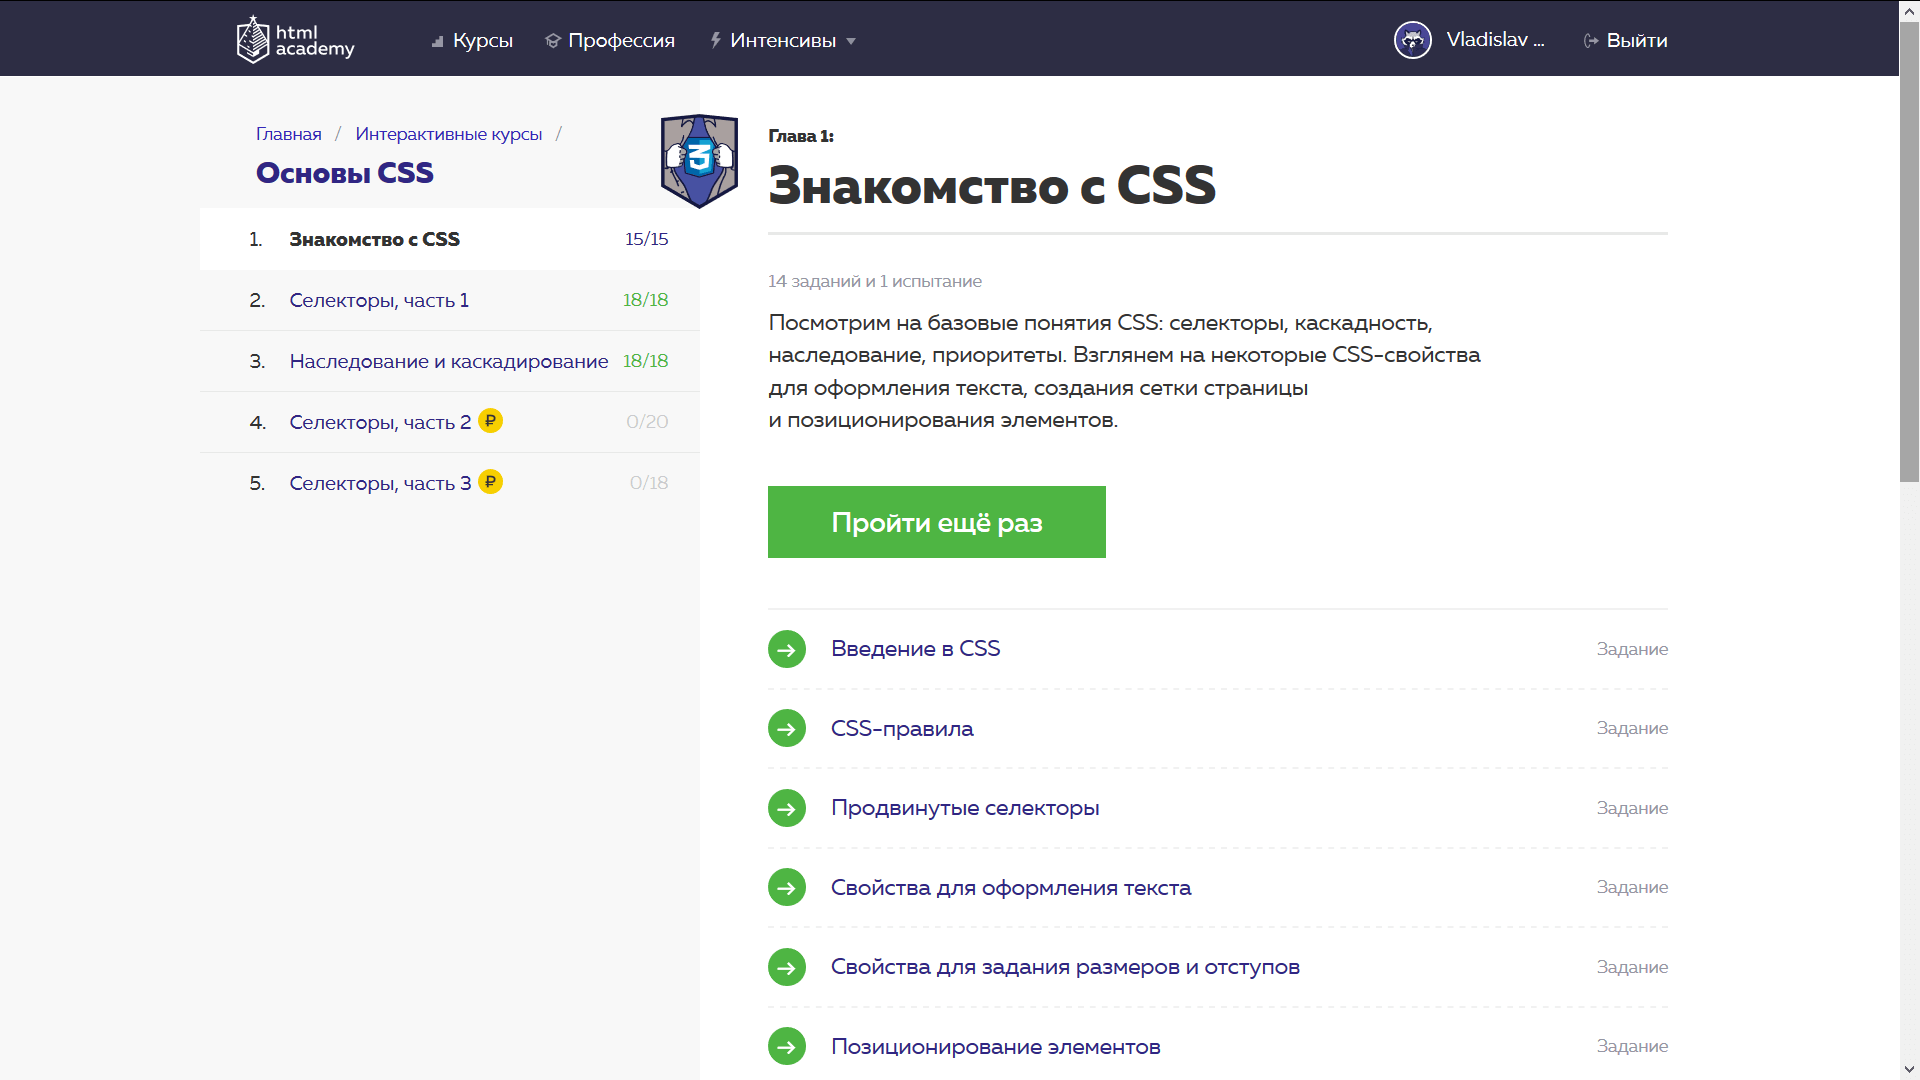 html
academy
Курсы
Профессия
Интенсивы
Vladislav ...
Выйти
Главная / Интерактивные курсы /
Основы CSS
1. Знакомство с CSS 15/15
2. Селекторы, часть 1 18/18
3. Наследование и каскадирование 18/18
4. Селекторы, часть 2 ₽ 0/20
5. Селекторы, часть 3 ₽ 0/18
3
Глава 1:
Знакомство с CSS
14 заданий и 1 испытание
Посмотрим на базовые понятия CSS: селекторы, каскадность,
наследование, приоритеты. Взглянем на некоторые CSS-свойства
для оформления текста, создания сетки страницы
и позиционирования элементов.
Пройти ещё раз
Введение в CSS Задание
CSS-правила Задание
Продвинутые селекторы Задание
Свойства для оформления текста Задание
Свойства для задания размеров и отступов Задание
Позиционирование элементов Задание